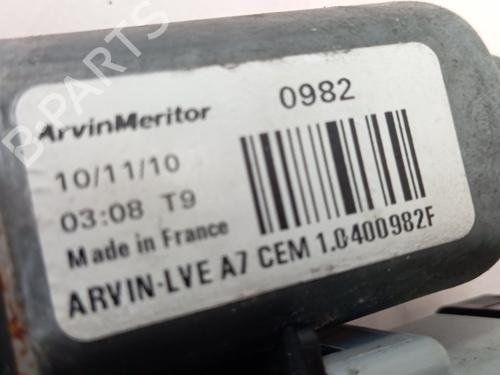 ArvinMeritor
0982
10/11/10
03:08 T9
Made in France
ARVIN-LVE A7 CEM 1.0400982F
B-PARTS